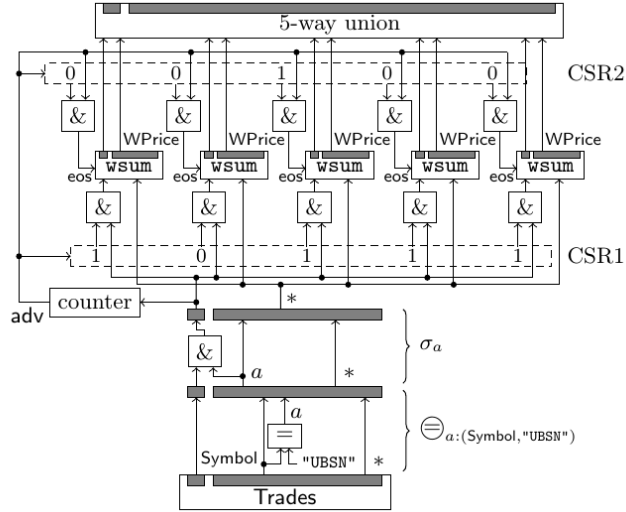 5-way union
0 0 1 0 0 CSR2
& & & & &
WPrice WPrice WPrice WPrice WPrice
wsum wsum wsum wsum wsum
eos eos eos eos eos
& & & & &
1 0 1 1 1 CSR1
*
counter
adv
& a * σa
a
= =a:(Symbol,"UBSN")
Symbol "UBSN" *
Trades